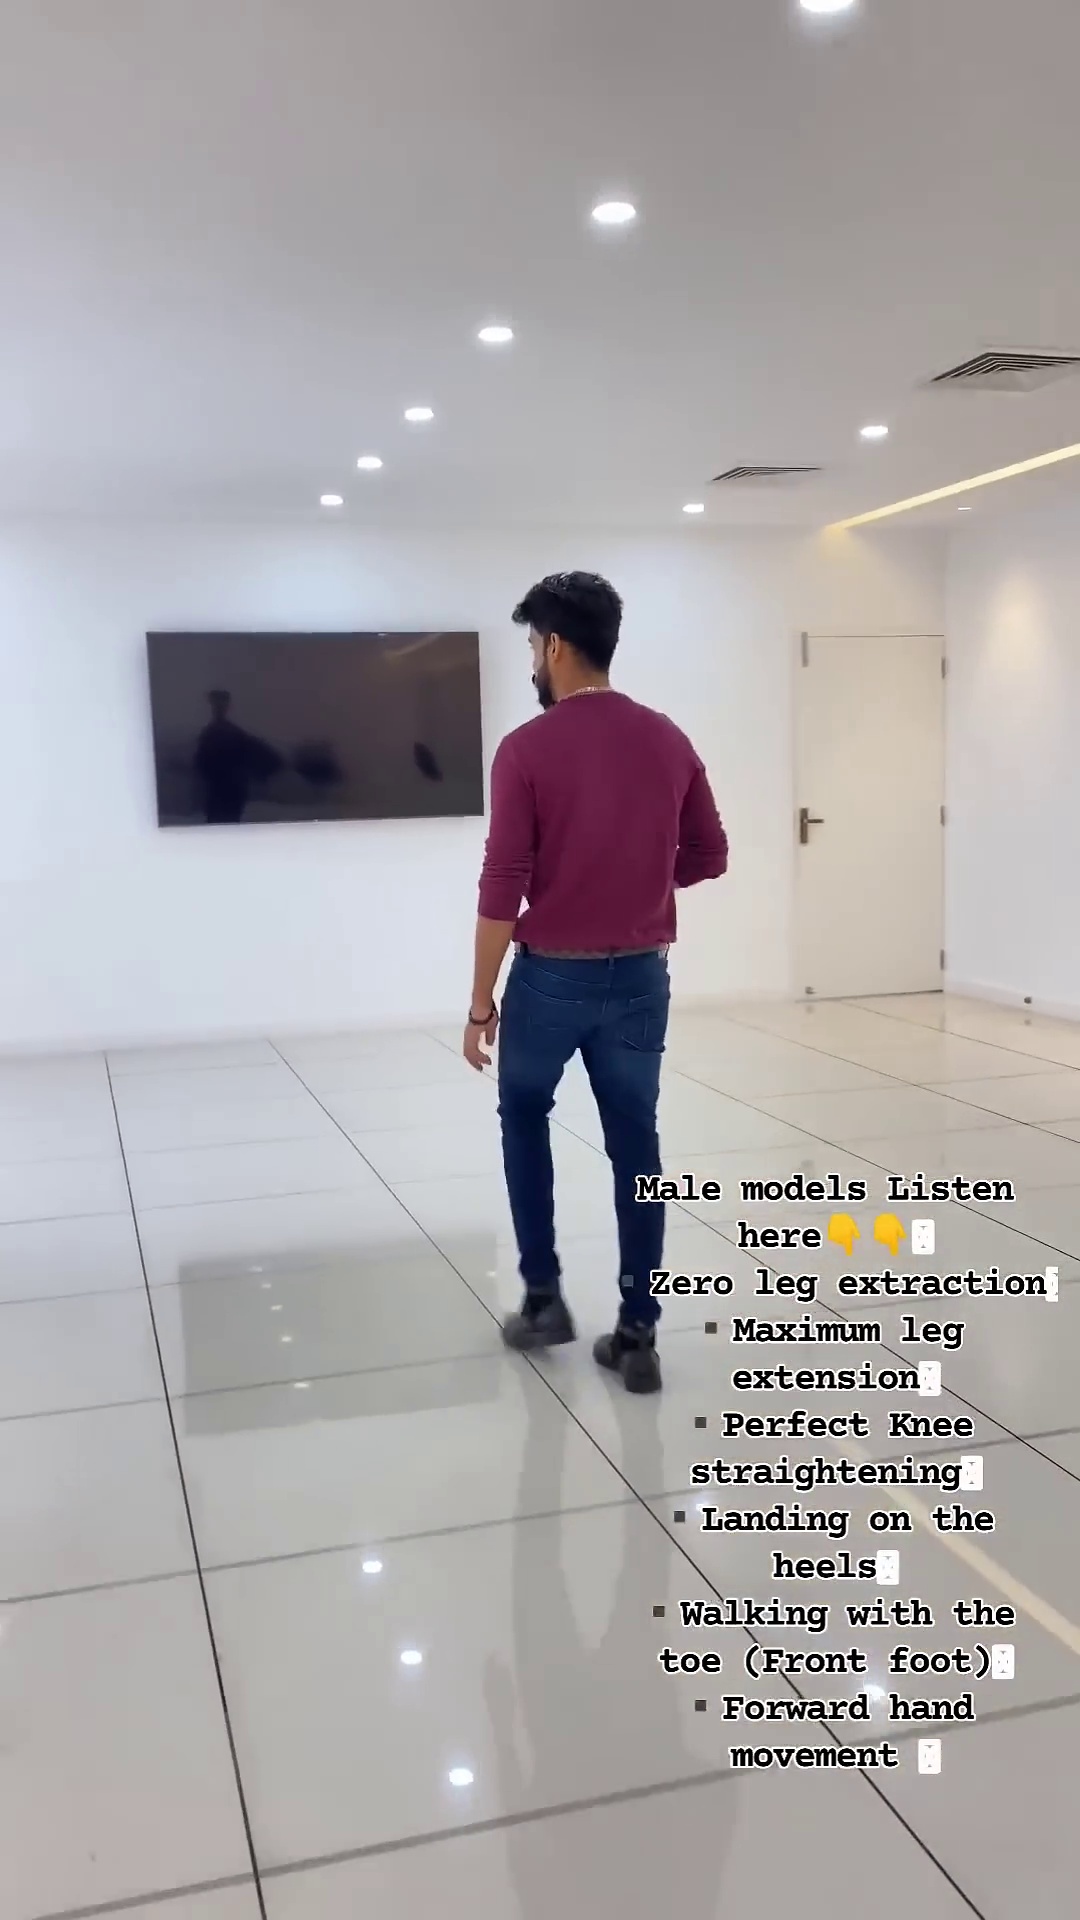 Male models Listen
here👇👇
▪ Zero leg extraction
▪ Maximum leg
extension
▪ Perfect Knee
straightening
▪ Landing on the
heels
▪ Walking with the
toe (Front foot)
▪ Forward hand
movement